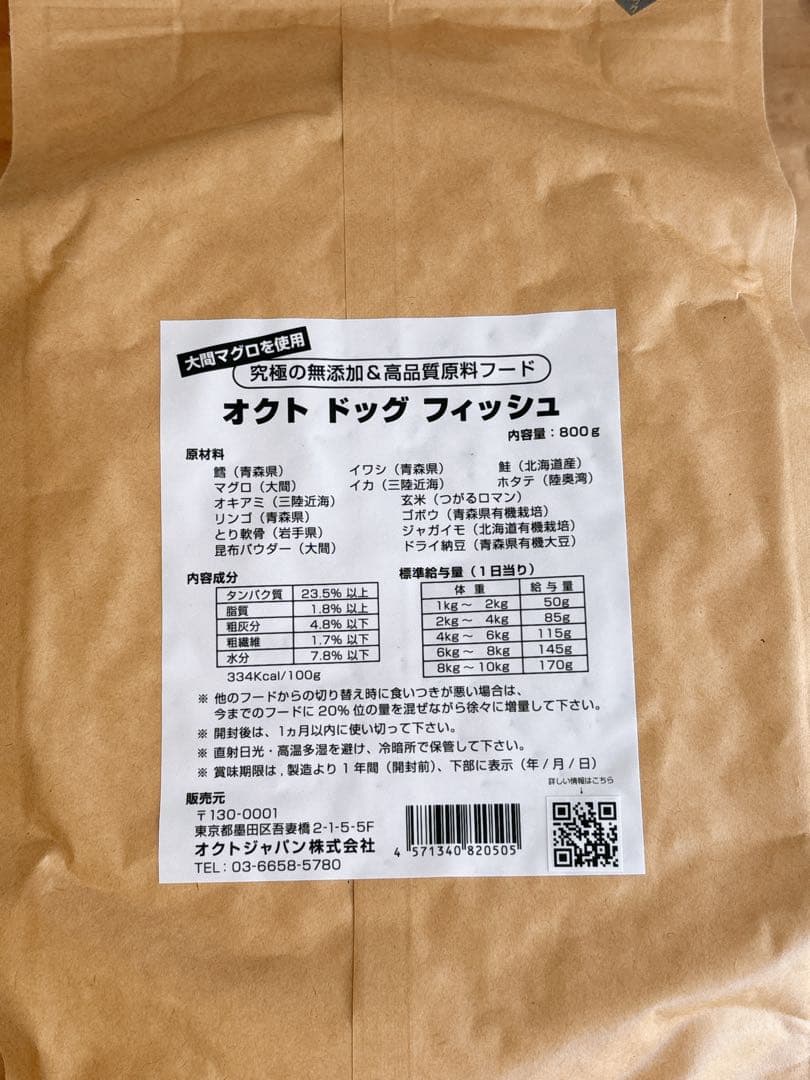 大間マグロを使用
究極の無添加&高品質原料フード
オクト ドッグ フィッシュ
内容量：800g
原材料
鱈（青森県） イワシ（青森県） 鮭（北海道産）
マグロ（大間） イカ（三陸近海） ホタテ（陸奥湾）
オキアミ（三陸近海） 玄米（つがるロマン）
リンゴ（青森県） ゴボウ（青森県有機栽培）
とり軟骨（岩手県） ジャガイモ（北海道有機栽培）
昆布パウダー（大間） ドライ納豆（青森県有機大豆）
内容成分
タンパク質 23.5% 以上
脂質 1.8% 以上
粗灰分 4.8% 以下
粗繊維 1.7% 以下
水分 7.8% 以下
334Kcal/100g
標準給与量（1日当り）
体 重 給 与 量
1kg～ 2kg 50g
2kg～ 4kg 85g
4kg～ 6kg 115g
6kg～ 8kg 145g
8kg～10kg 170g
※ 他のフードからの切り替え時に食いつきが悪い場合は、
今までのフードに20% 位の量を混ぜながら徐々に増量して下さい。
※ 開封後は、1ヵ月以内に使い切って下さい。
※ 直射日光・高温多湿を避け、冷暗所で保管して下さい。
※ 賞味期限は,製造より1年間（開封前）、下部に表示（年/月/日）
詳しい情報はこちら
↓
販売元
〒130-0001
東京都墨田区吾妻橋2-1-5-5F
オクトジャパン株式会社
TEL：03-6658-5780
4 571340 820505